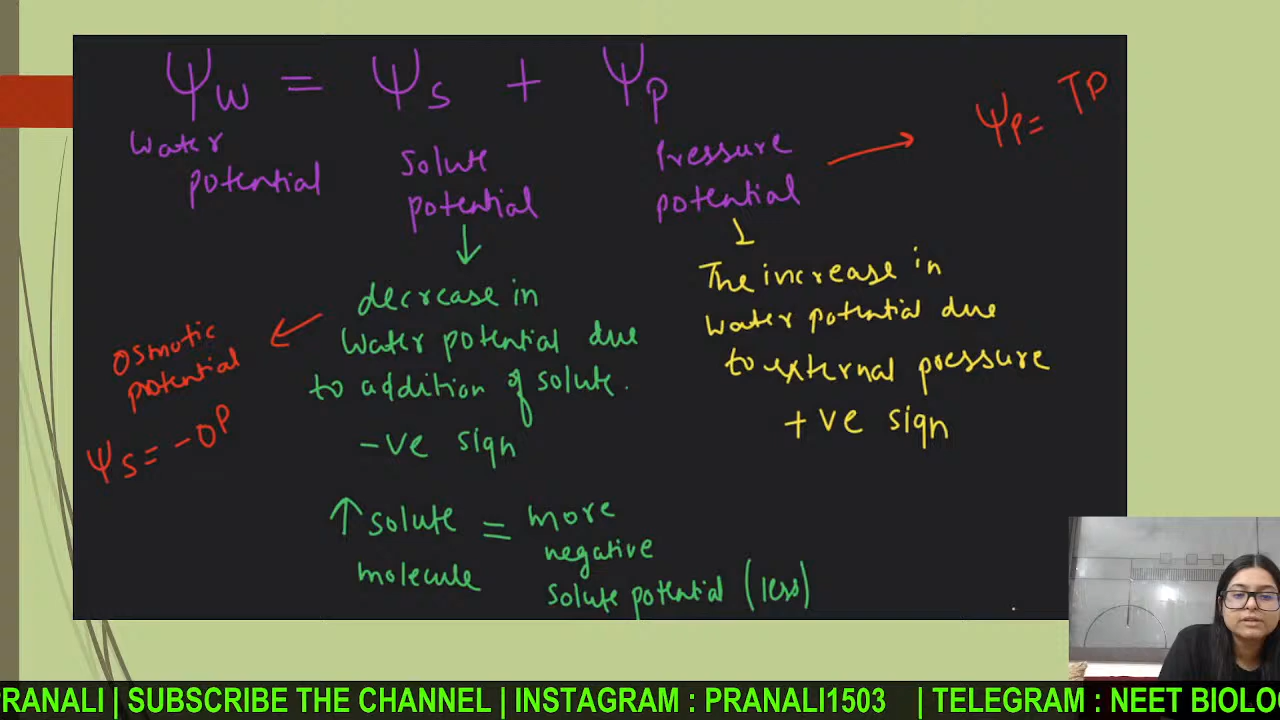 Ψw = Ψs + Ψp
Water
potential
Solute
potential
Pressure
potential
Ψp = TP
decrease in
water potential due
to addition of solute.
-ve sign
↑ solute = more
molecule negative
solute potential (less)
Osmotic
potential
Ψs = -OP
The increase in
water potential due
to external pressure
+ve sign
PRANALI | SUBSCRIBE THE CHANNEL | INSTAGRAM : PRANALI1503 | TELEGRAM : NEET BIOLO